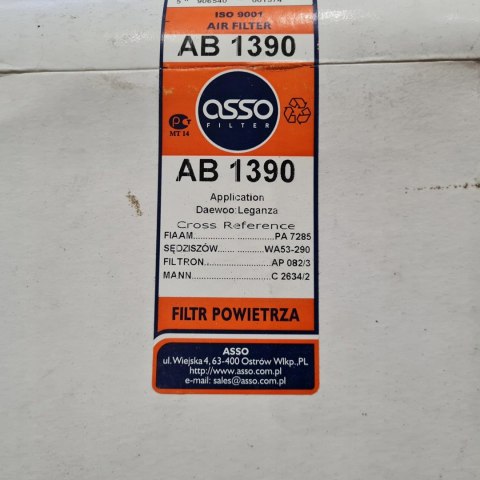 ISO 9001
AIR FILTER
AB 1390
asso
FILTER
MT 14
AB 1390
Application
Daewoo:Leganza
Cross Reference
FIAAM..................PA 7285
SĘDZISZÓW............WA53-290
FILTRON..................AP 082/3
MANN......................C 2634/2
FILTR POWIETRZA
ASSO
ul.Wiejska 4, 63-400 Ostrów Wlkp.,PL
http://www.asso.com.pl
e-mail: sales@asso.com.pl